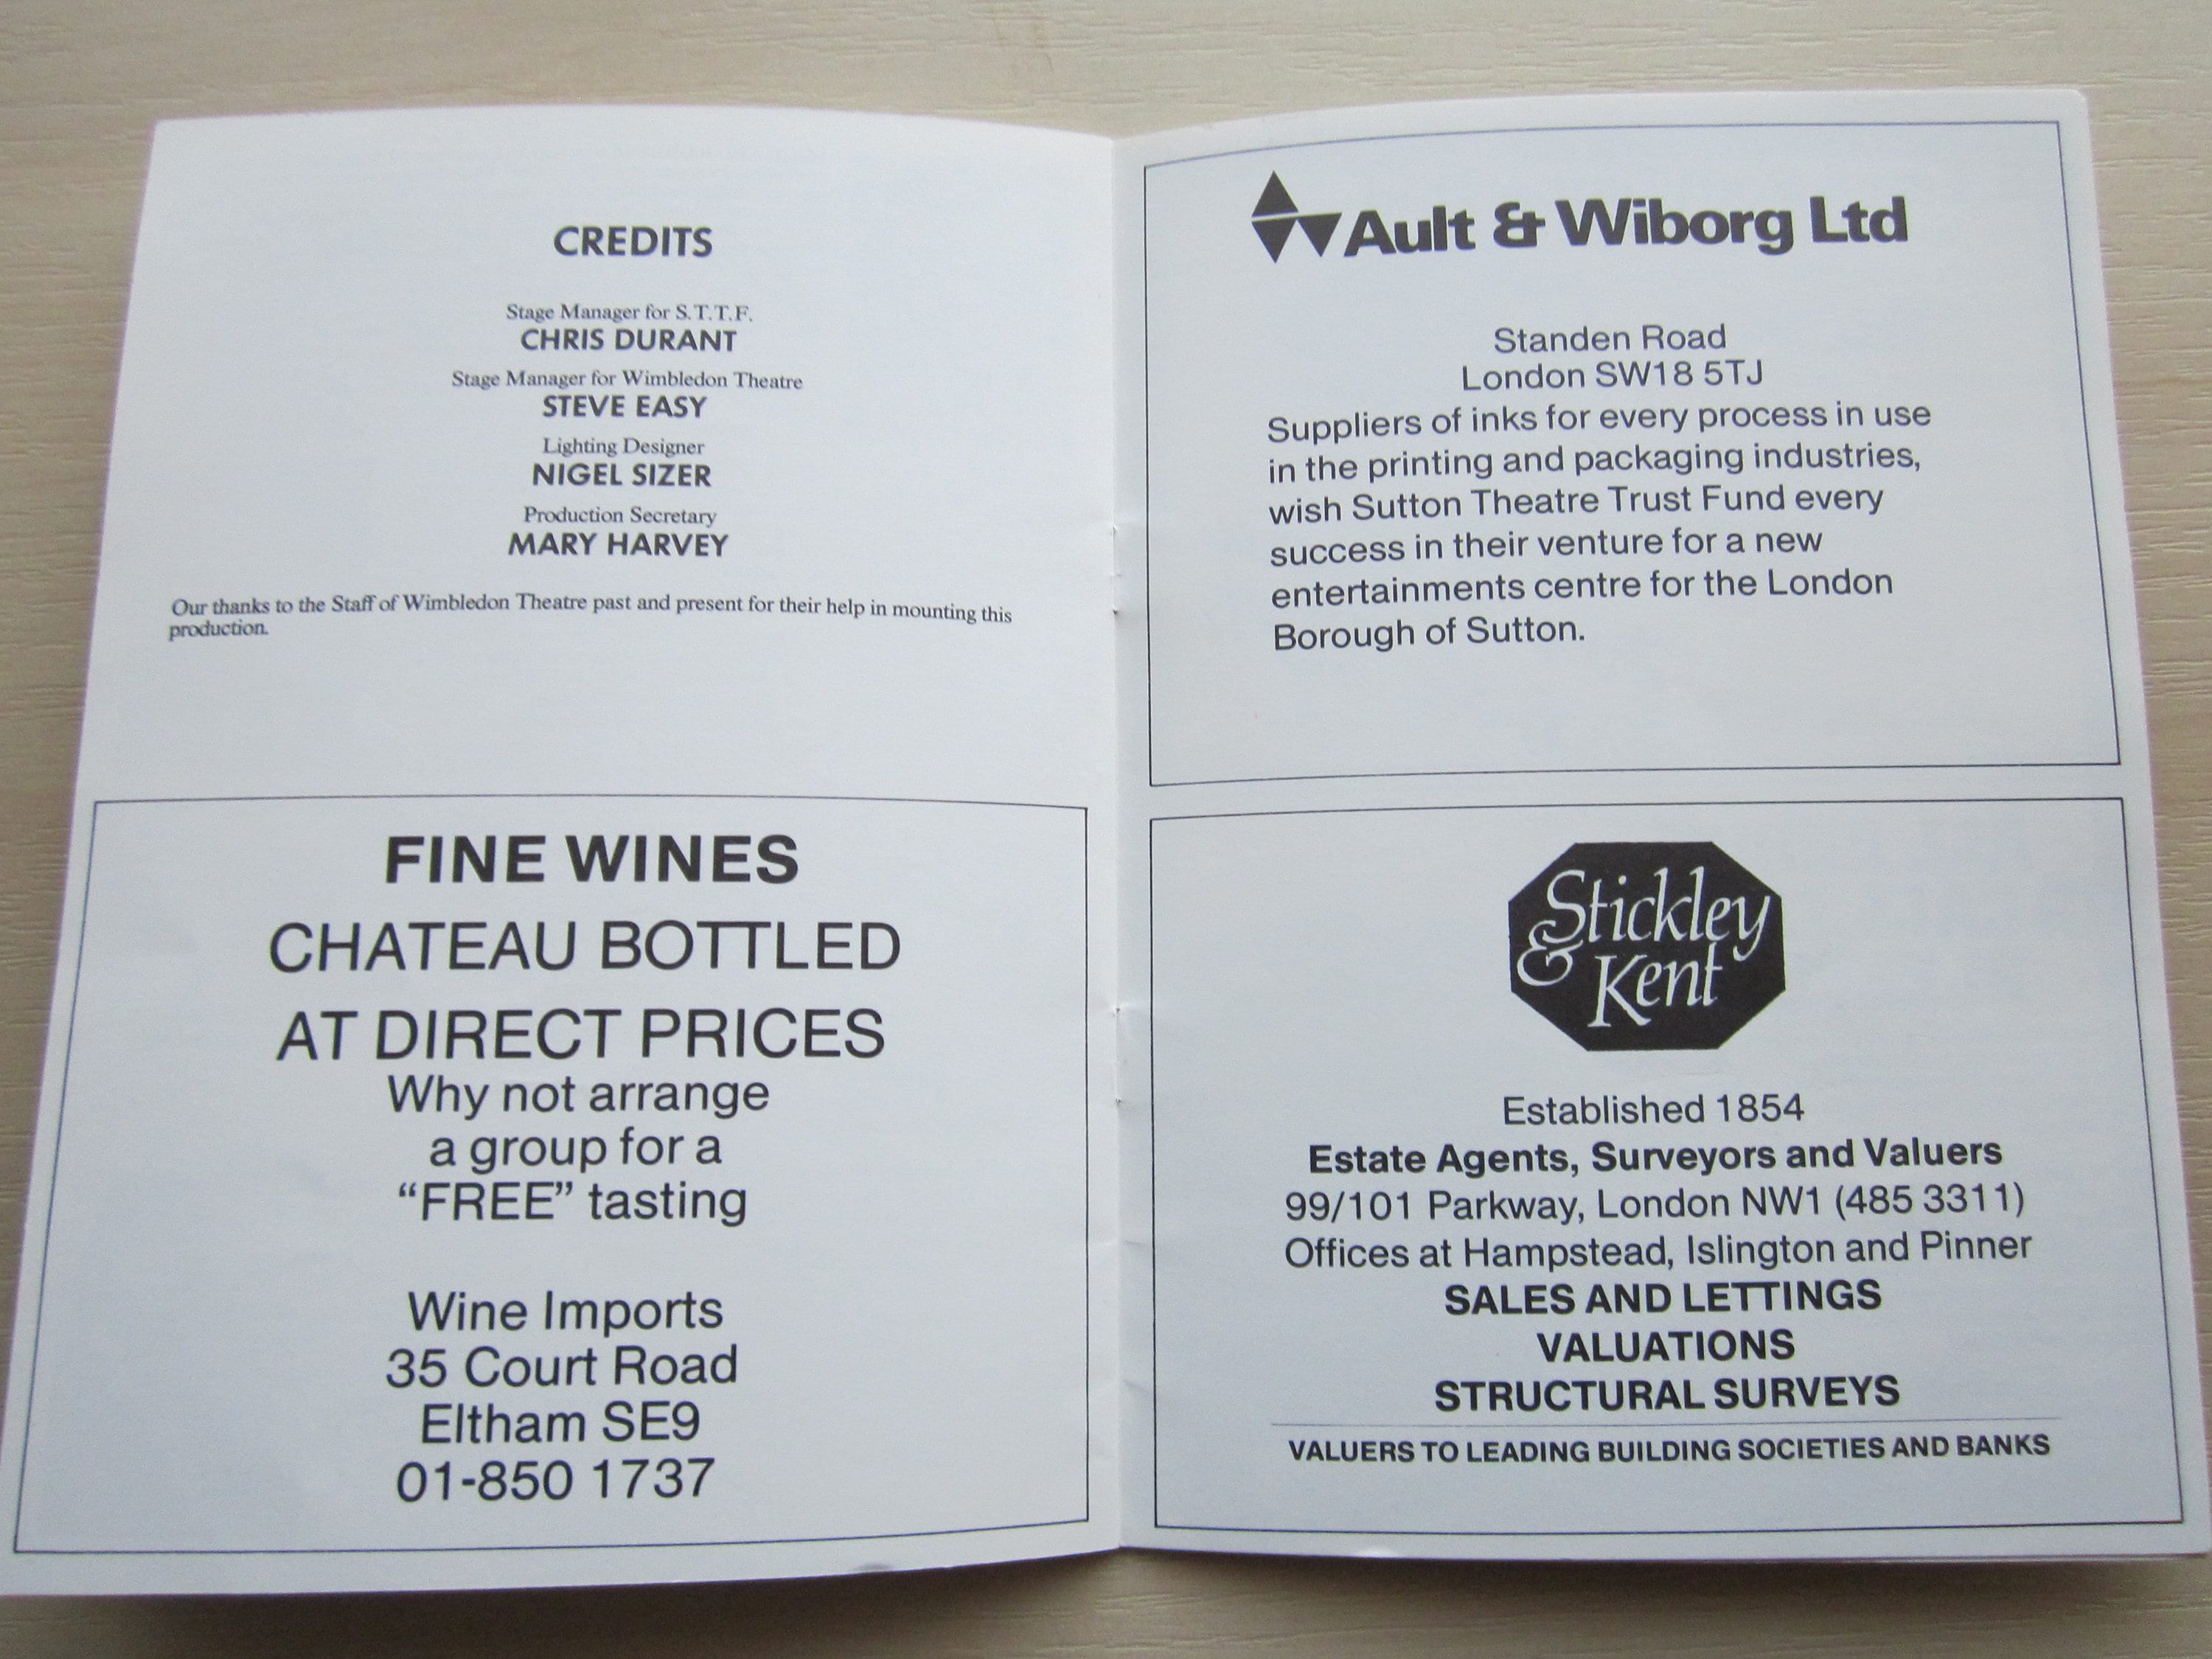 CREDITS
Stage Manager for S.T.T.F.
CHRIS DURANT
Stage Manager for Wimbledon Theatre
STEVE EASY
Lighting Designer
NIGEL SIZER
Production Secretary
MARY HARVEY
Our thanks to the Staff of Wimbledon Theatre past and present for their help in mounting this
production.
FINE WINES
CHATEAU BOTTLED
AT DIRECT PRICES
Why not arrange
a group for a
“FREE” tasting
Wine Imports
35 Court Road
Eltham SE9
01-850 1737
Ault & Wiborg Ltd
Standen Road
London SW18 5TJ
Suppliers of inks for every process in use
in the printing and packaging industries,
wish Sutton Theatre Trust Fund every
success in their venture for a new
entertainments centre for the London
Borough of Sutton.
Stickley
& Kent
Established 1854
Estate Agents, Surveyors and Valuers
99/101 Parkway, London NW1 (485 3311)
Offices at Hampstead, Islington and Pinner
SALES AND LETTINGS
VALUATIONS
STRUCTURAL SURVEYS
VALUERS TO LEADING BUILDING SOCIETIES AND BANKS